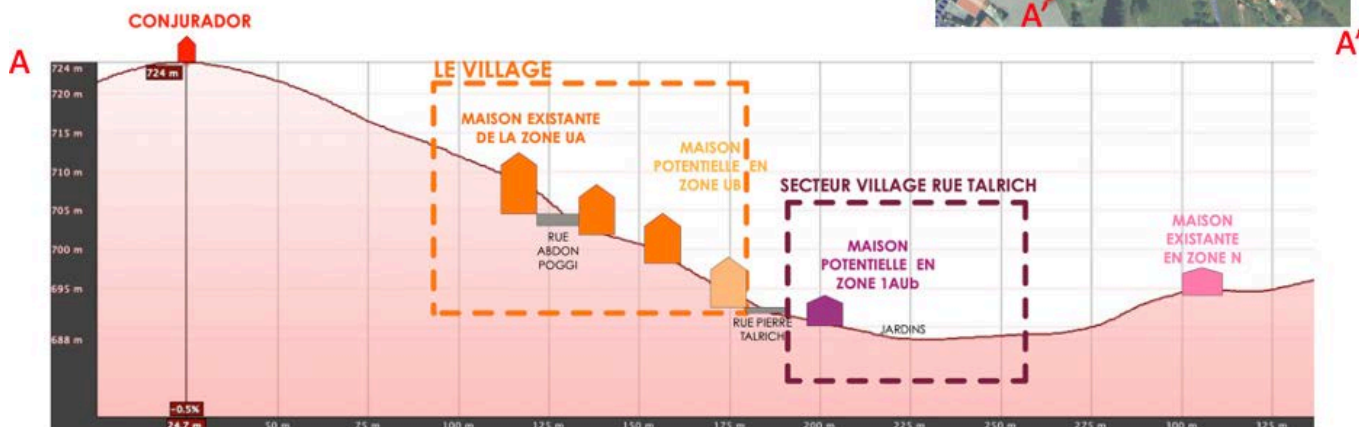 CONJURADOR
A'
A
A'
724 m
724 m
LE VILLAGE
720 m
MAISON EXISTANTE
DE LA ZONE UA
715 m
MAISON
POTENTIELLE EN
ZONE UB
710 m
SECTEUR VILLAGE RUE TALRICH
705 m
RUE
ABDON
POGGI
700 m
MAISON
POTENTIELLE EN
ZONE 1AUb
MAISON
EXISTANTE
EN ZONE N
695 m
RUE PIERRE
TALRICH
JARDINS
688 m
-0.5%
24.7 m
50 m
75 m
100 m
125 m
150 m
175 m
200 m
225 m
250 m
275 m
300 m
325 m